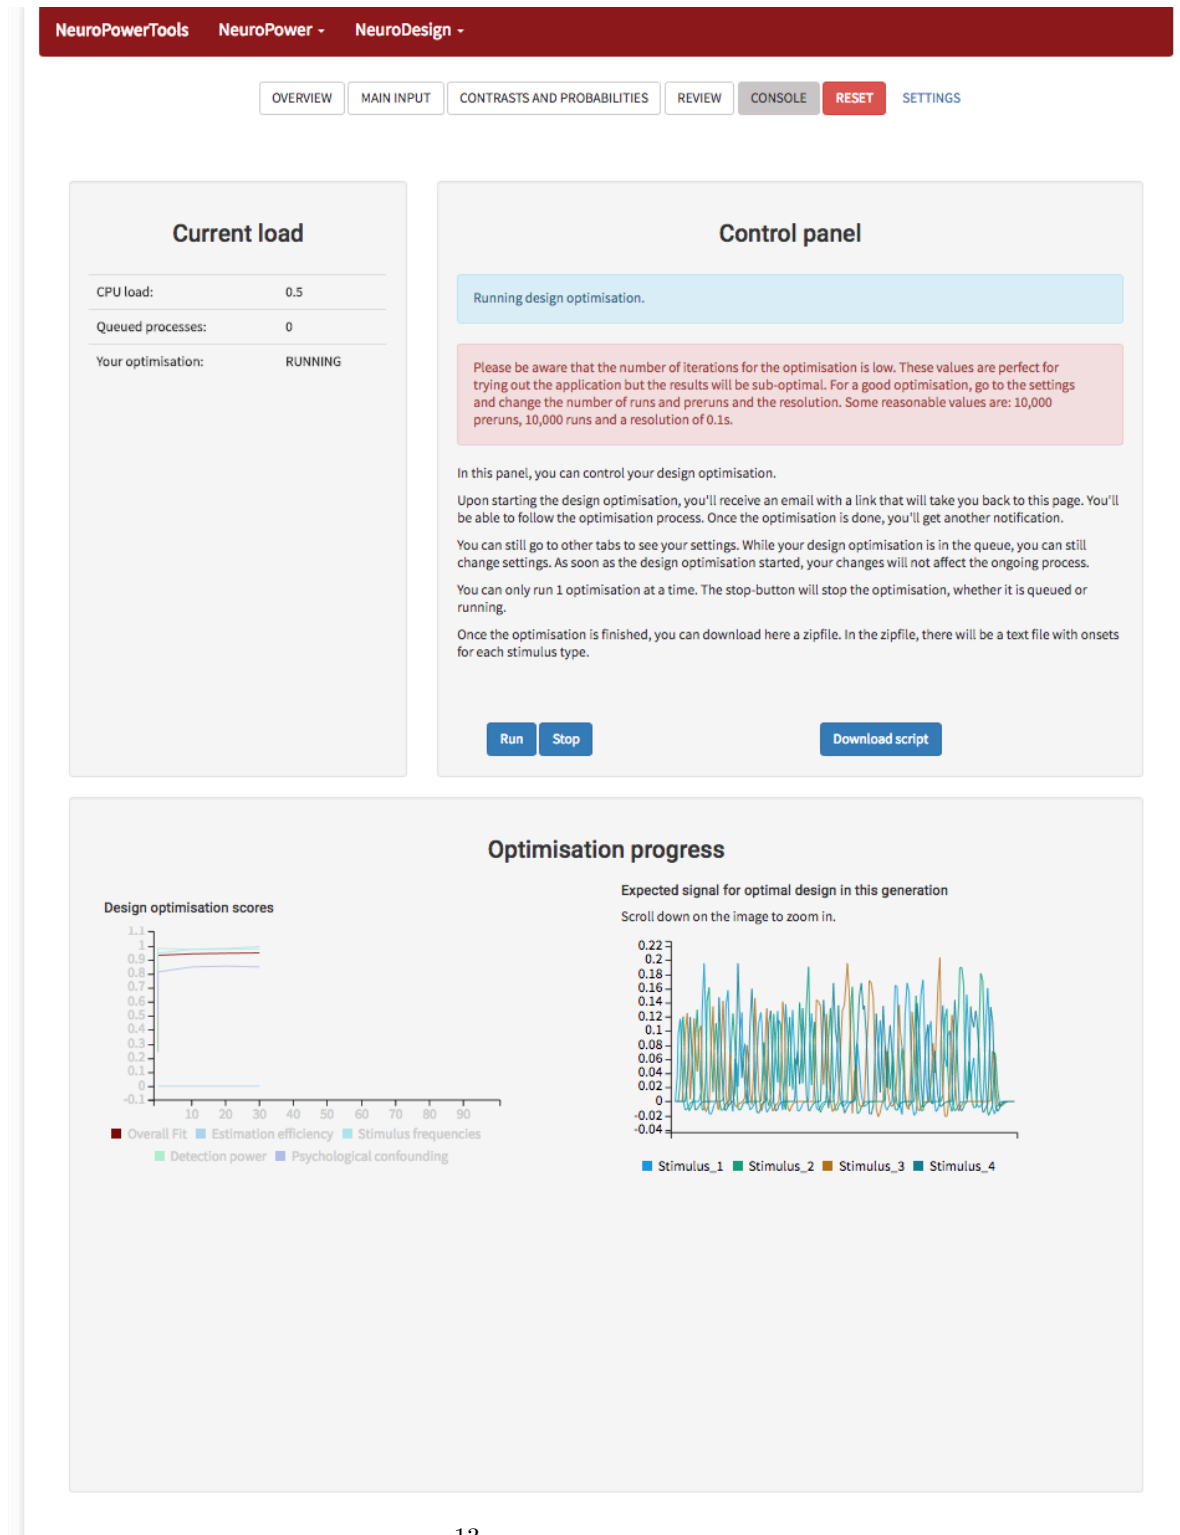 NeuroPowerTools NeuroPower NeuroDesign
OVERVIEW MAIN INPUT CONTRASTS AND PROBABILITIES REVIEW CONSOLE RESET SETTINGS
Current load
CPU load: 0.5
Queued processes: 0
Your optimisation: RUNNING
Control panel
Running design optimisation.
Please be aware that the number of iterations for the optimisation is low. These values are perfect for
trying out the application but the results will be sub-optimal. For a good optimisation, go to the settings
and change the number of runs and preruns and the resolution. Some reasonable values are: 10,000
preruns, 10,000 runs and a resolution of 0.1s.
In this panel, you can control your design optimisation.
Upon starting the design optimisation, you'll receive an email with a link that will take you back to this page. You'll
be able to follow the optimisation process. Once the optimisation is done, you'll get another notification.
You can still go to other tabs to see your settings. While your design optimisation is in the queue, you can still
change settings. As soon as the design optimisation started, your changes will not affect the ongoing process.
You can only run 1 optimisation at a time. The stop-button will stop the optimisation, whether it is queued or
running.
Once the optimisation is finished, you can download here a zipfile. In the zipfile, there will be a text file with onsets
for each stimulus type.
Run Stop Download script
Optimisation progress
Design optimisation scores
1.1
1
0.9
0.8
0.7
0.6
0.5
0.4
0.3
0.2
0.1
0
-0.1
10 20 30 40 50 60 70 80 90
Overall Fit Estimation efficiency Stimulus frequencies
Detection power Psychological confounding
Expected signal for optimal design in this generation
Scroll down on the image to zoom in.
0.22
0.2
0.18
0.16
0.14
0.12
0.1
0.08
0.06
0.04
0.02
0
-0.02
-0.04
Stimulus_1 Stimulus_2 Stimulus_3 Stimulus_4